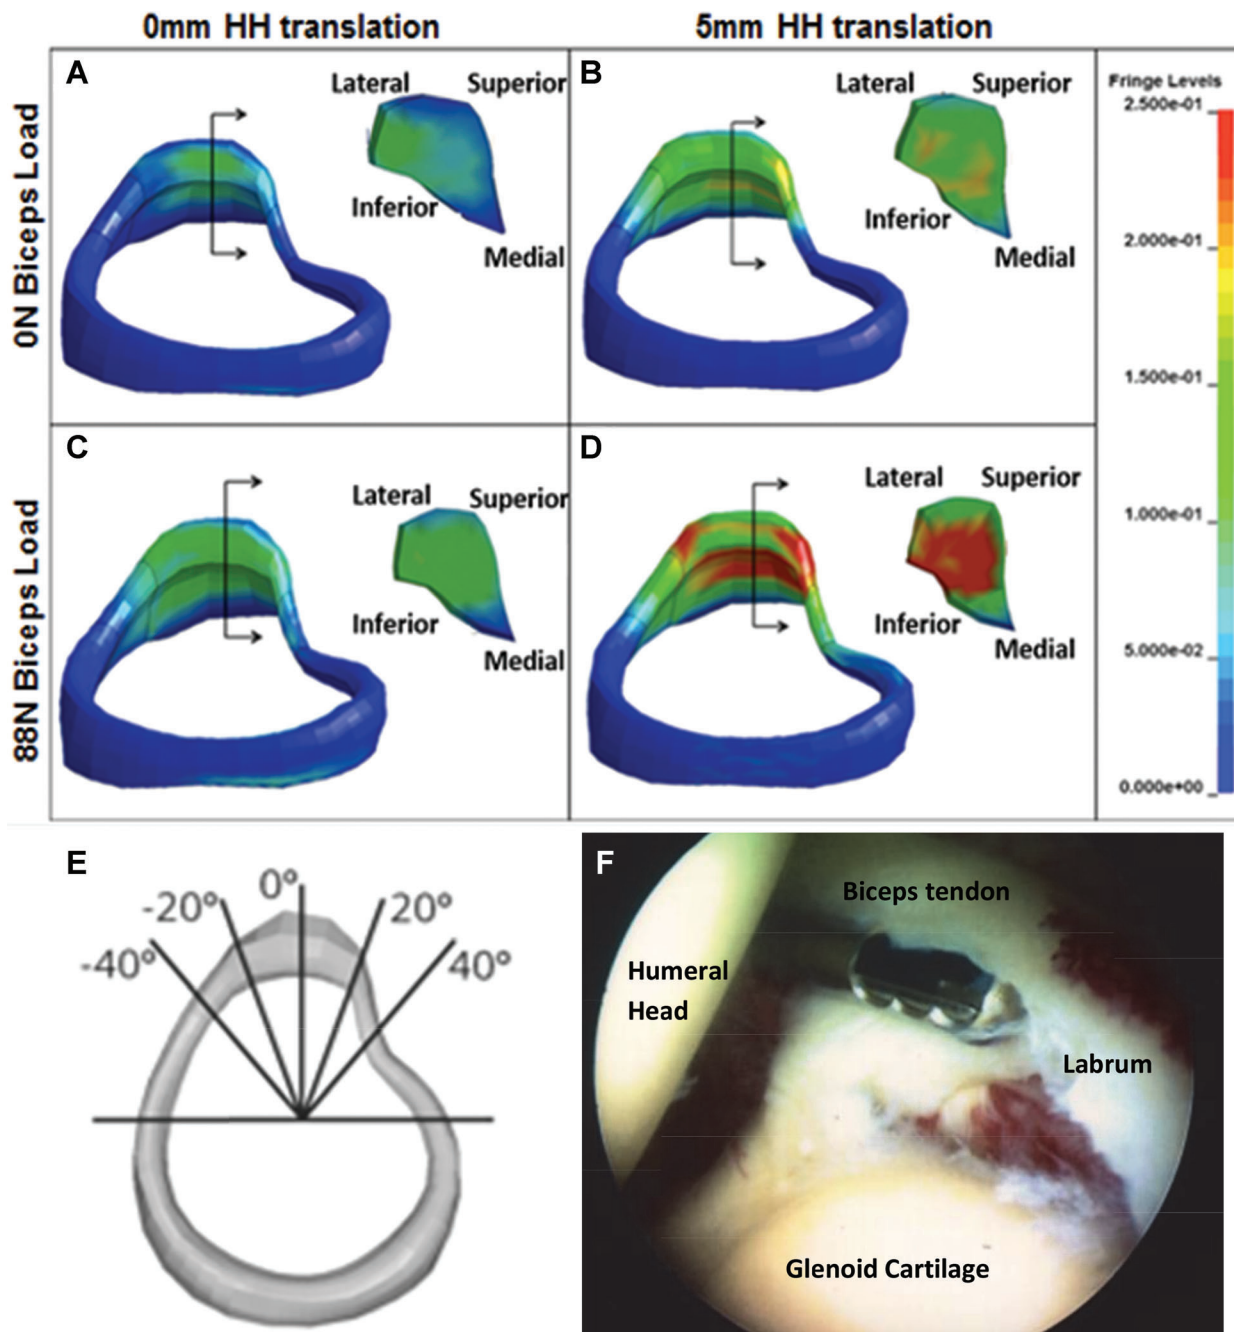 0mm HH translation
5mm HH translation
0N Biceps Load
A
Lateral
Superior
Inferior
Medial
B
Lateral
Superior
Inferior
Medial
Fringe Levels
2.500e-01
2.000e-01
1.500e-01
1.000e-01
5.000e-02
0.000e+00
88N Biceps Load
C
Lateral
Superior
Inferior
Medial
D
Lateral
Superior
Inferior
Medial
E
-40°
-20°
0°
20°
40°
F
Biceps tendon
Humeral
Head
Labrum
Glenoid Cartilage